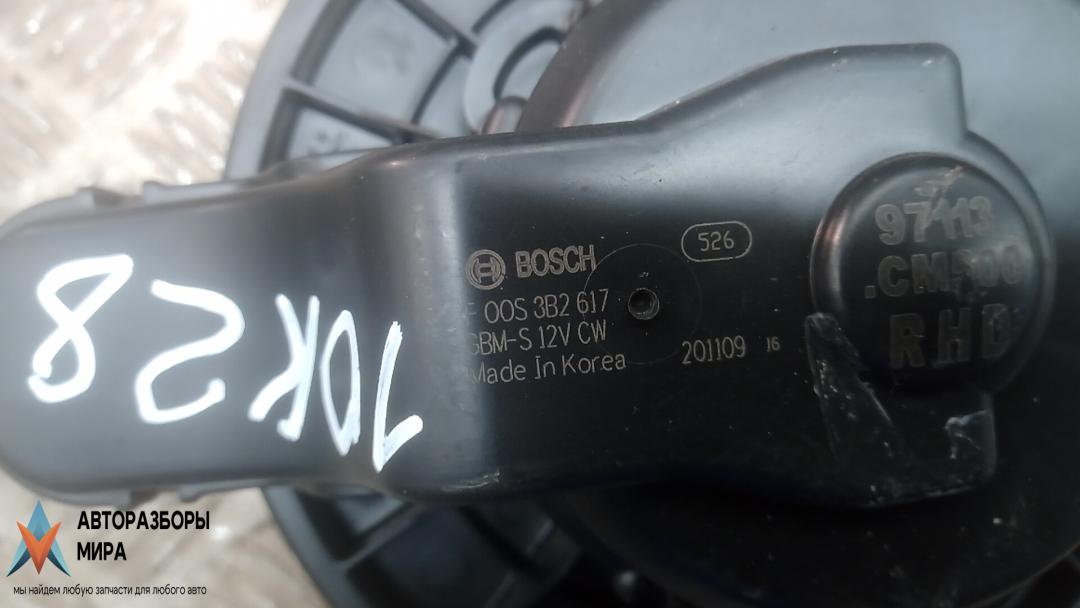 526
BOSCH
F 00S 3B2 617
GBM-S 12V CW
Made In Korea
201109 16
97113
RHD
АВТОРАЗБОРЫ
МИРА
мы найдем любую запчасти для любого авто